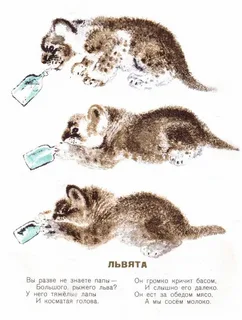 ЛЬВЯТА
Вы разве не знаете папы —
Большого, рыжего льва?
У него тяжёлые лапы
И косматая голова.
Он громко кричит басом,
И слышно его далеко.
Он ест за обедом мясо,
А мы сосём молоко.